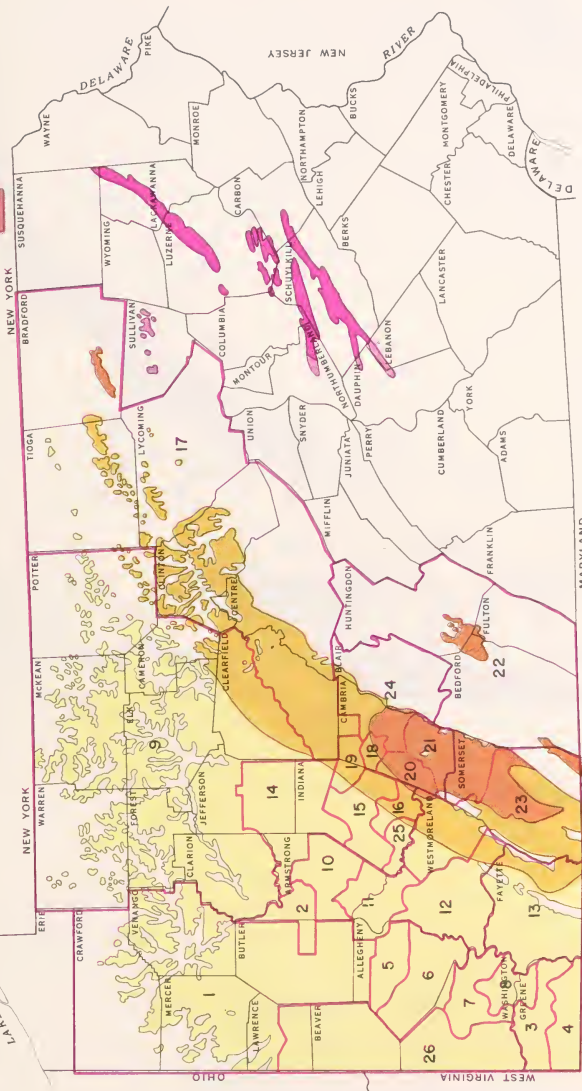 LAKE
NEW YORK
NEW YORK
ERIE
CRAWFORD
WARREN
MCKEAN
POTTER
TIOGA
BRADFORD
SUSQUEHANNA
WAYNE
DELAWARE
PIKE
MERCER
VENANGO
FOREST
ELK
CAMERON
CLINTON
LYCOMING
SULLIVAN
WYOMING
LACKAWANNA
LUZERNE
MONROE
1
9
17
LAWRENCE
BUTLER
CLARION
JEFFERSON
CLEARFIELD
CENTRE
UNION
MONTOUR
COLUMBIA
CARBON
NEW JERSEY
BEAVER
2
ARMSTRONG
14
INDIANA
SNYDER
NORTHUMBERLAND
SCHUYLKILL
NORTHAMPTON
LEHIGH
10
MIFFLIN
JUNIATA
OHIO
ALLEGHENY
11
15
19
CAMBRIA
BLAIR
HUNTINGDON
PERRY
DAUPHIN
LEBANON
BERKS
BUCKS
RIVER
5
16
18
24
25
20
21
6
26
12
WESTMORELAND
SOMERSET
BEDFORD
CUMBERLAND
LANCASTER
MONTGOMERY
PHILADELPHIA
7
WASHINGTON
8
FAYETTE
23
22
FULTON
FRANKLIN
ADAMS
YORK
CHESTER
DELAWARE
3
GREENE
13
4
WEST VIRGINIA
MARYLAND
DELAWARE